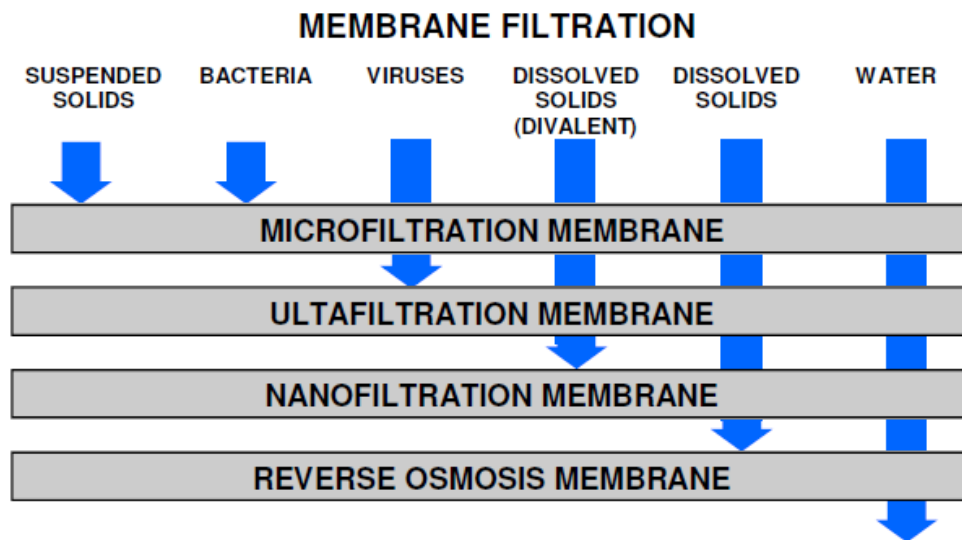 MEMBRANE FILTRATION
SUSPENDED
SOLIDS
BACTERIA
VIRUSES
DISSOLVED
SOLIDS
(DIVALENT)
DISSOLVED
SOLIDS
WATER
MICROFILTRATION MEMBRANE
ULTAFILTRATION MEMBRANE
NANOFILTRATION MEMBRANE
REVERSE OSMOSIS MEMBRANE